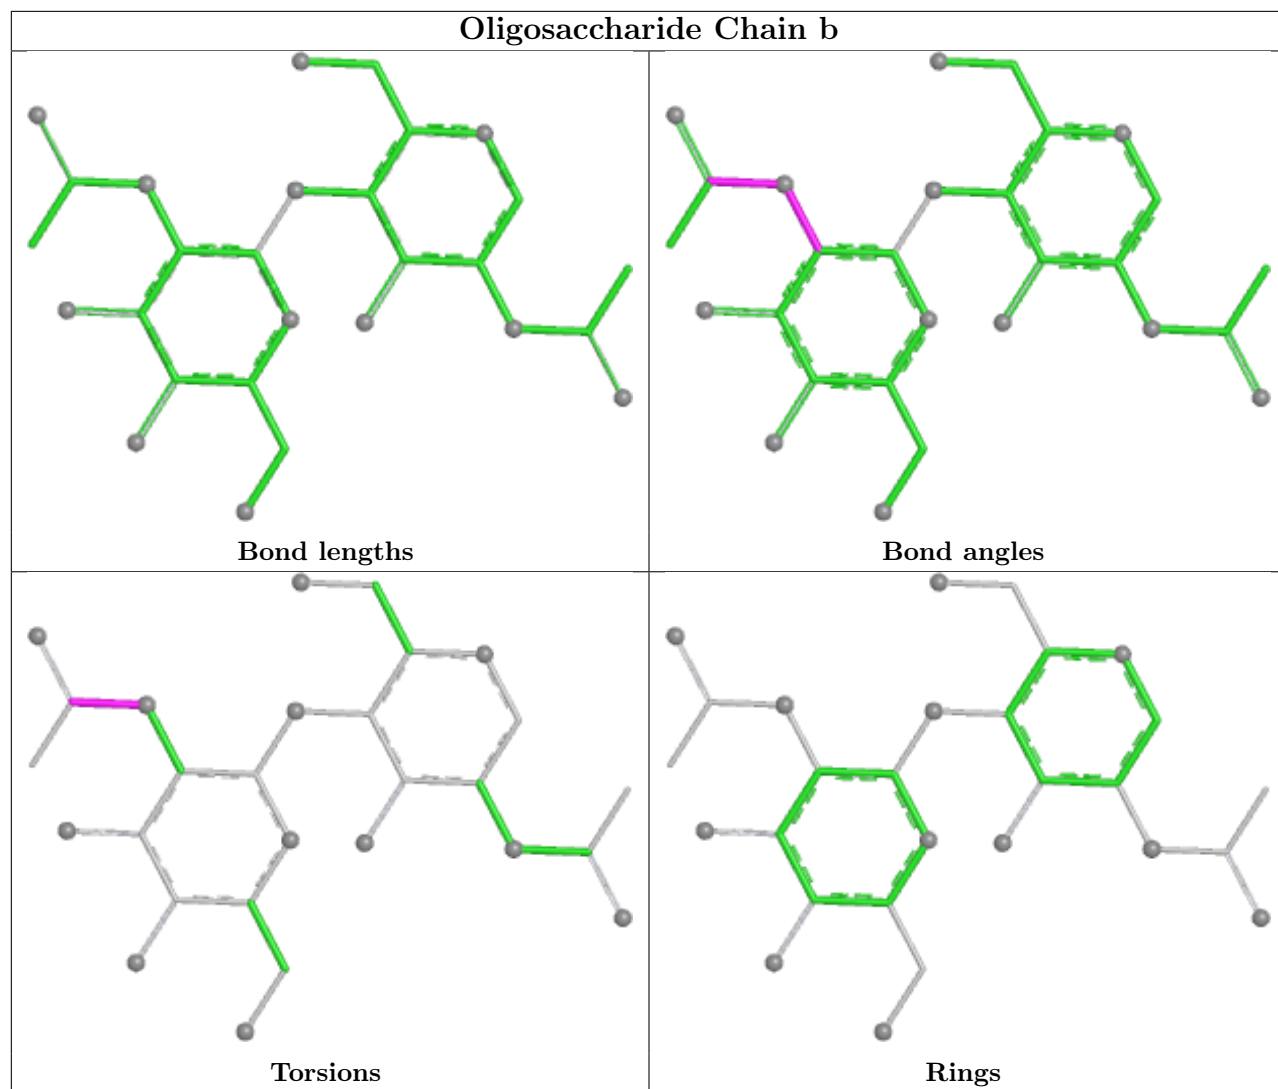 Oligosaccharide Chain b
Bond lengths
Bond angles
Torsions
Rings